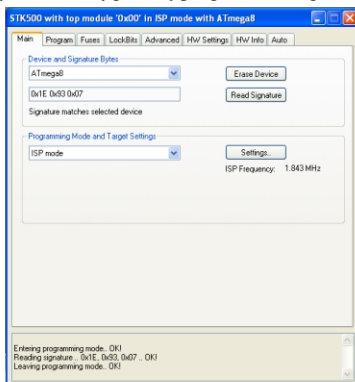 STK500 with top module '0x00' in ISP mode with ATmega8
Main Program Fuses LockBits Advanced HW Settings HW Info Auto
Device and Signature Bytes
ATmega8 Erase Device
0x1E 0x93 0x07 Read Signature
Signature matches selected device
Programming Mode and Target Settings
ISP mode Settings..
ISP Frequency: 1.843 MHz
Entering programming mode.. OK!
Reading signature .. 0x1E, 0x93, 0x07 .. OK!
Leaving programming mode.. OK!